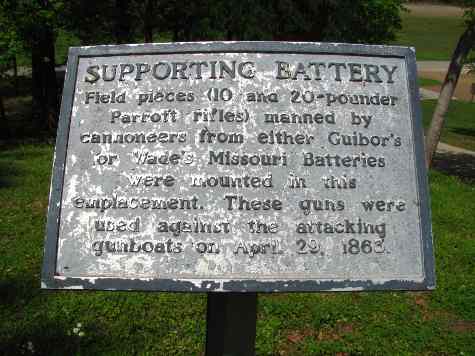 SUPPORTING BATTERY
Field pieces (10 and 20-pounder
Parrott rifles) manned by
cannoneers from either Guibor's
or Wade's Missouri Batteries
were mounted in this
emplacement. These guns were
used against the attacking
gunboats on April 29, 1863.